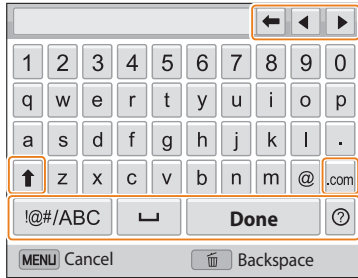 1 2 3 4 5 6 7 8 9 0
q w e r t y u i o p
a s d f g h j k l .
z x c v b n m @ .com
!@#/ABC Done ?
MENU Cancel Backspace